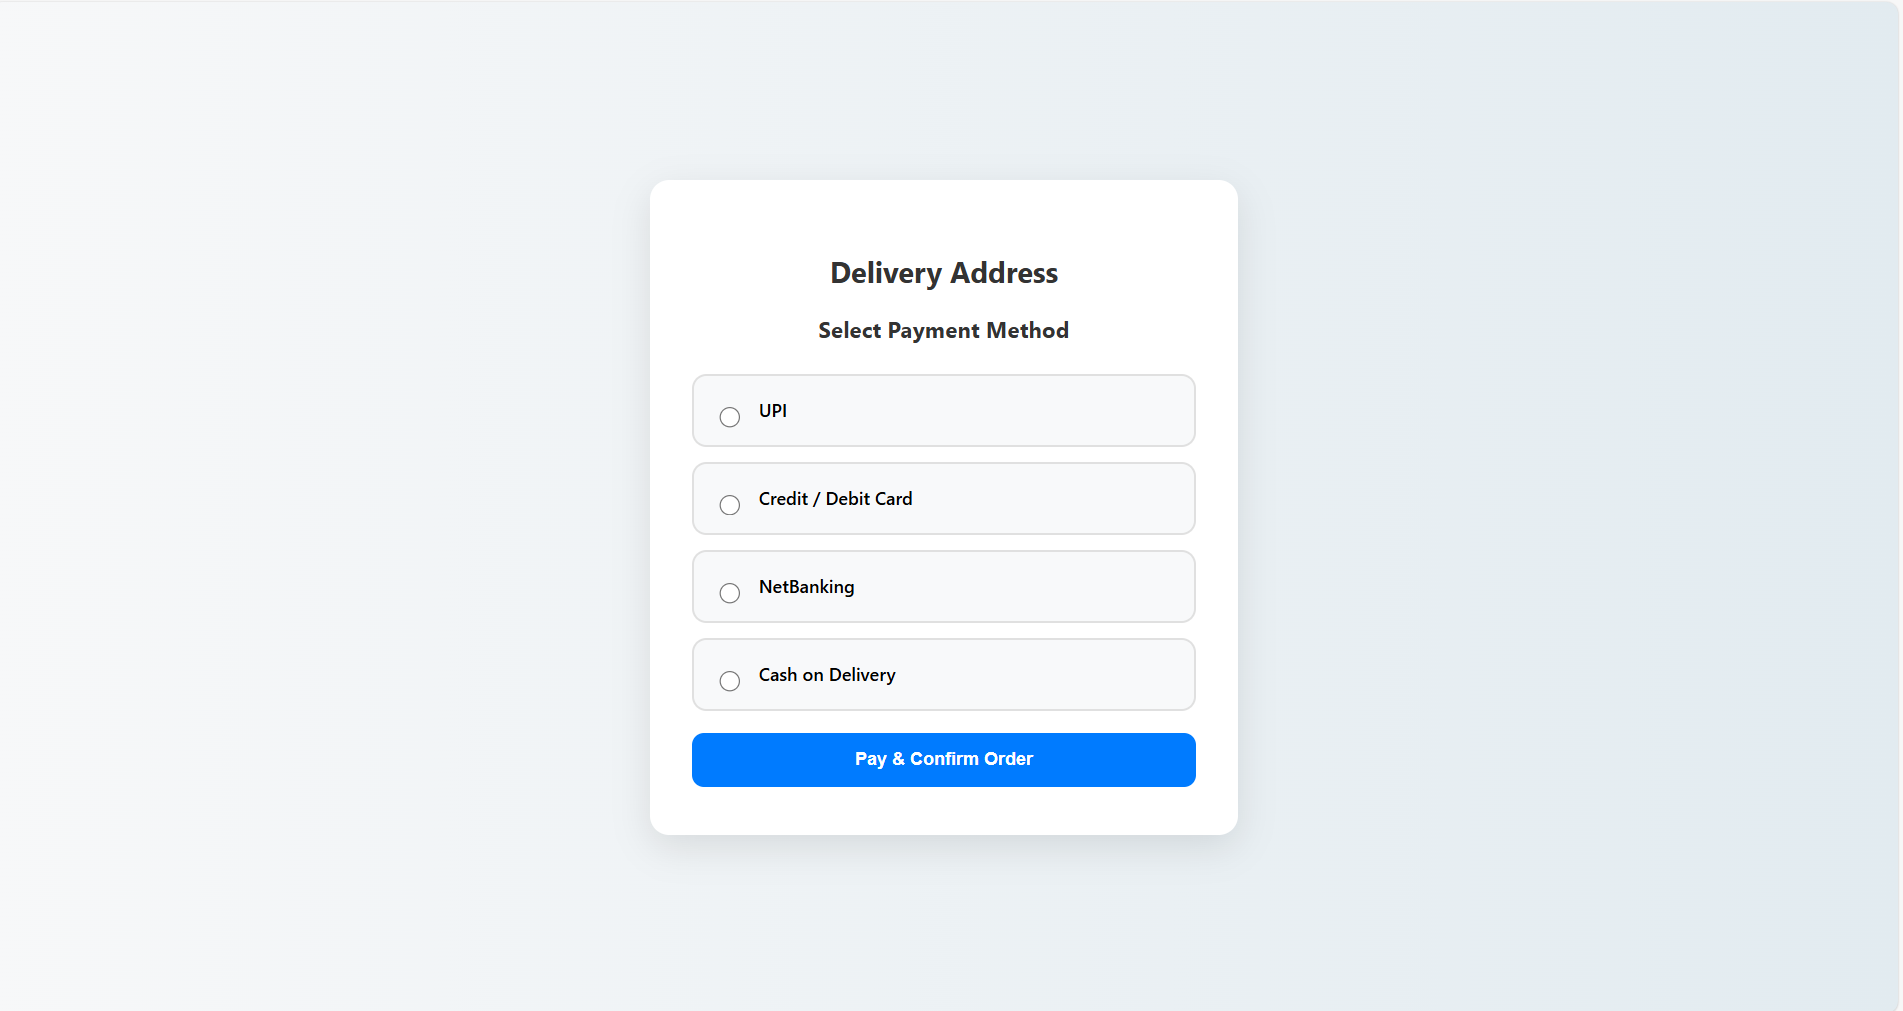 Delivery Address
Select Payment Method
UPI
Credit / Debit Card
NetBanking
Cash on Delivery
Pay & Confirm Order